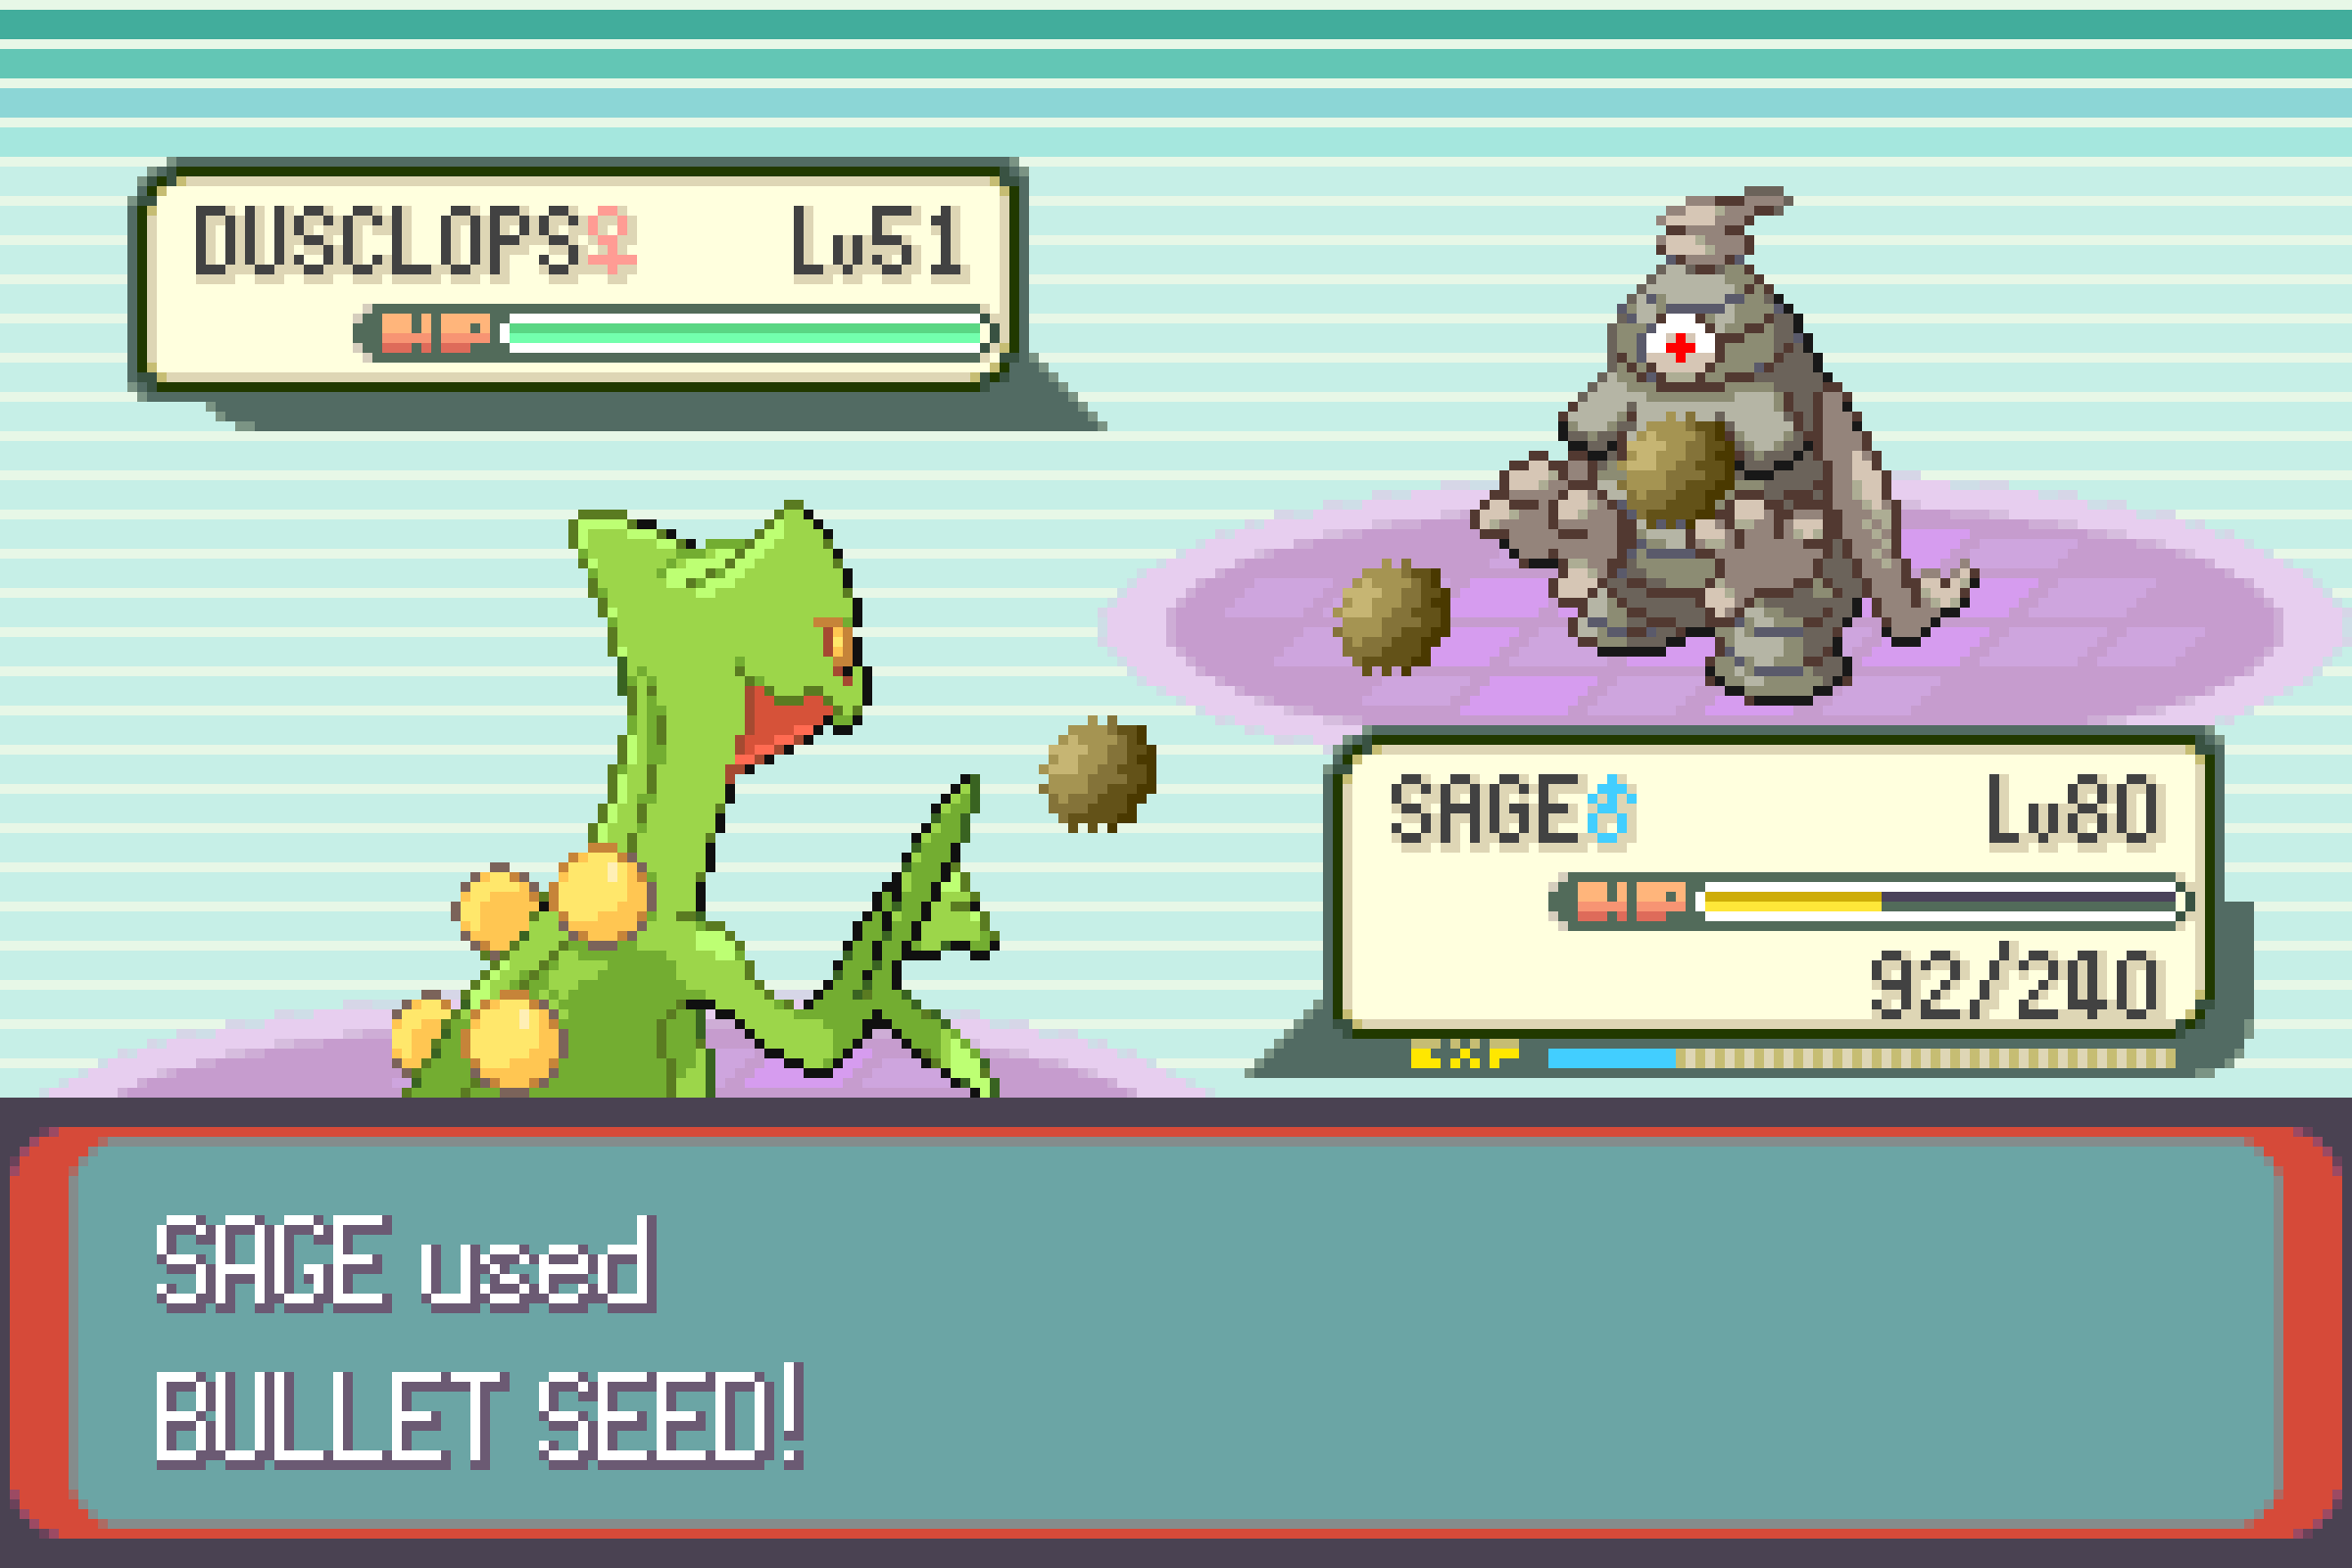 DUSCLOPS♀ Lv51
HP
SAGE♂ Lv80
HP
92/240
EXP
SAGE used
BULLET SEED!